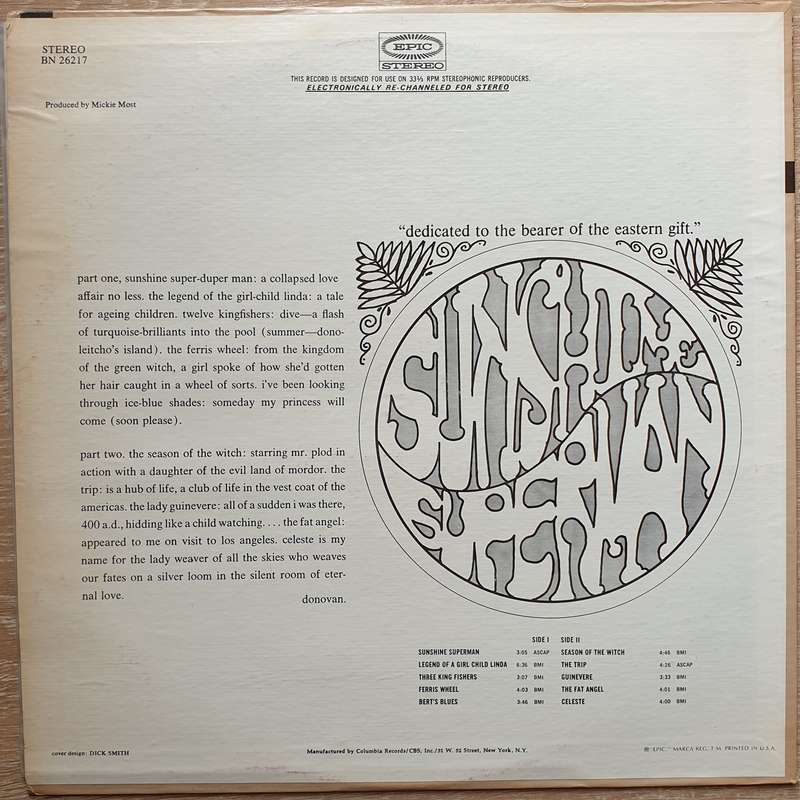 STEREO
BN 26217
EPIC
STEREO
THIS RECORD IS DESIGNED FOR USE ON 33⅓ RPM STEREOPHONIC REPRODUCERS.
ELECTRONICALLY RE-CHANNELED FOR STEREO
Produced by Mickie Most
“dedicated to the bearer of the eastern gift.”
part one, sunshine super-duper man: a collapsed love
affair no less. the legend of the girl-child linda: a tale
for ageing children. twelve kingfishers: dive—a flash
of turquoise-brilliants into the pool (summer—dono-
leitcho's island). the ferris wheel: from the kingdom
of the green witch, a girl spoke of how she'd gotten
her hair caught in a wheel of sorts. i've been looking
through ice-blue shades: someday my princess will
come (soon please).
part two. the season of the witch: starring mr. plod in
action with a daughter of the evil land of mordor. the
trip: is a hub of life, a club of life in the vest coat of the
americas. the lady guinevere: all of a sudden i was there,
400 a.d., hidding like a child watching.... the fat angel:
appeared to me on visit to los angeles. celeste is my
name for the lady weaver of all the skies who weaves
our fates on a silver loom in the silent room of eter-
nal love.
donovan.
SUNSHINE
SUPERMAN
SIDE I
SUNSHINE SUPERMAN 3:05 ASCAP
LEGEND OF A GIRL CHILD LINDA 6:36 BMI
THREE KING FISHERS 3:07 BMI
FERRIS WHEEL 4:03 BMI
BERT'S BLUES 3:46 BMI
SIDE II
SEASON OF THE WITCH 4:46 BMI
THE TRIP 4:26 ASCAP
GUINEVERE 3:33 BMI
THE FAT ANGEL 4:01 BMI
CELESTE 4:00 BMI
cover design: DICK SMITH
Manufactured by Columbia Records/CBS, Inc./51 W. 52 Street, New York, N.Y.
® "EPIC," MARCA REG. T.M. PRINTED IN U.S.A.